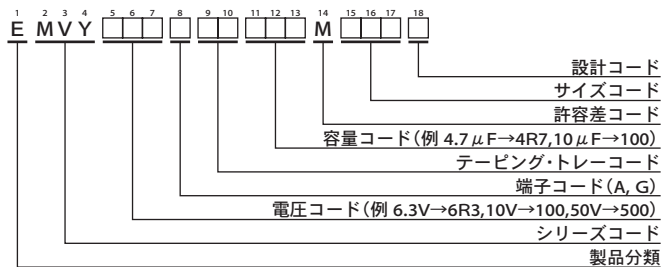 1 2 3 4 5 6 7 8 9 10 11 12 13 14 15 16 17 18
E M V Y □□□ □ □□ □□□ M □□□ □
設計コード
サイズコード
許容差コード
容量コード(例 4.7μF→4R7,10μF→100)
テーピング・トレーコード
端子コード(A, G)
電圧コード(例 6.3V→6R3,10V→100,50V→500)
シリーズコード
製品分類